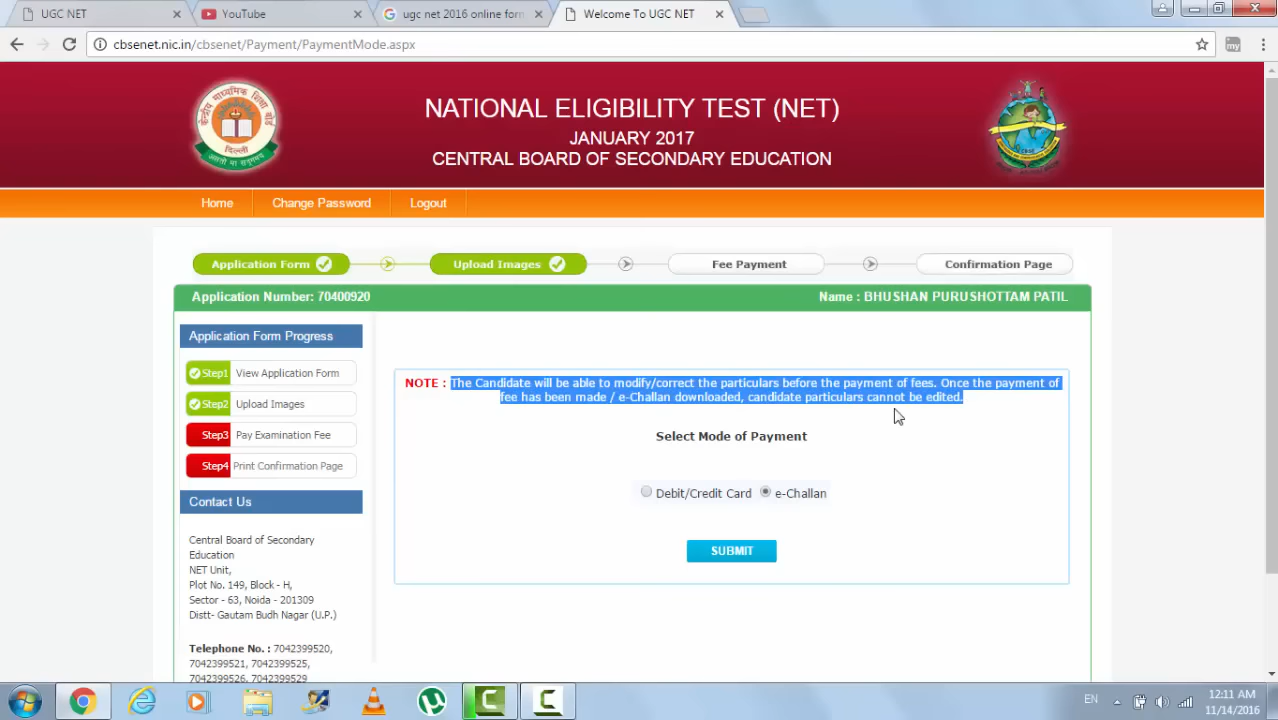 UGC NET
YouTube
ugc net 2016 online form
Welcome To UGC NET
cbsenet.nic.in/cbsenet/Payment/PaymentMode.aspx
my
NATIONAL ELIGIBILITY TEST (NET)
JANUARY 2017
CENTRAL BOARD OF SECONDARY EDUCATION
Home
Change Password
Logout
Application Form
Upload Images
Fee Payment
Confirmation Page
Application Number: 70400920
Name : BHUSHAN PURUSHOTTAM PATIL
Application Form Progress
Step1 View Application Form
Step2 Upload Images
Step3 Pay Examination Fee
Step4 Print Confirmation Page
Contact Us
Central Board of Secondary
Education
NET Unit,
Plot No. 149, Block - H,
Sector - 63, Noida - 201309
Distt- Gautam Budh Nagar (U.P.)
Telephone No. : 7042399520,
7042399521, 7042399525,
7042399526, 7042399529
NOTE : The Candidate will be able to modify/correct the particulars before the payment of fees. Once the payment of
fee has been made / e-Challan downloaded, candidate particulars cannot be edited.
Select Mode of Payment
Debit/Credit Card
e-Challan
SUBMIT
EN
12:11 AM
11/14/2016